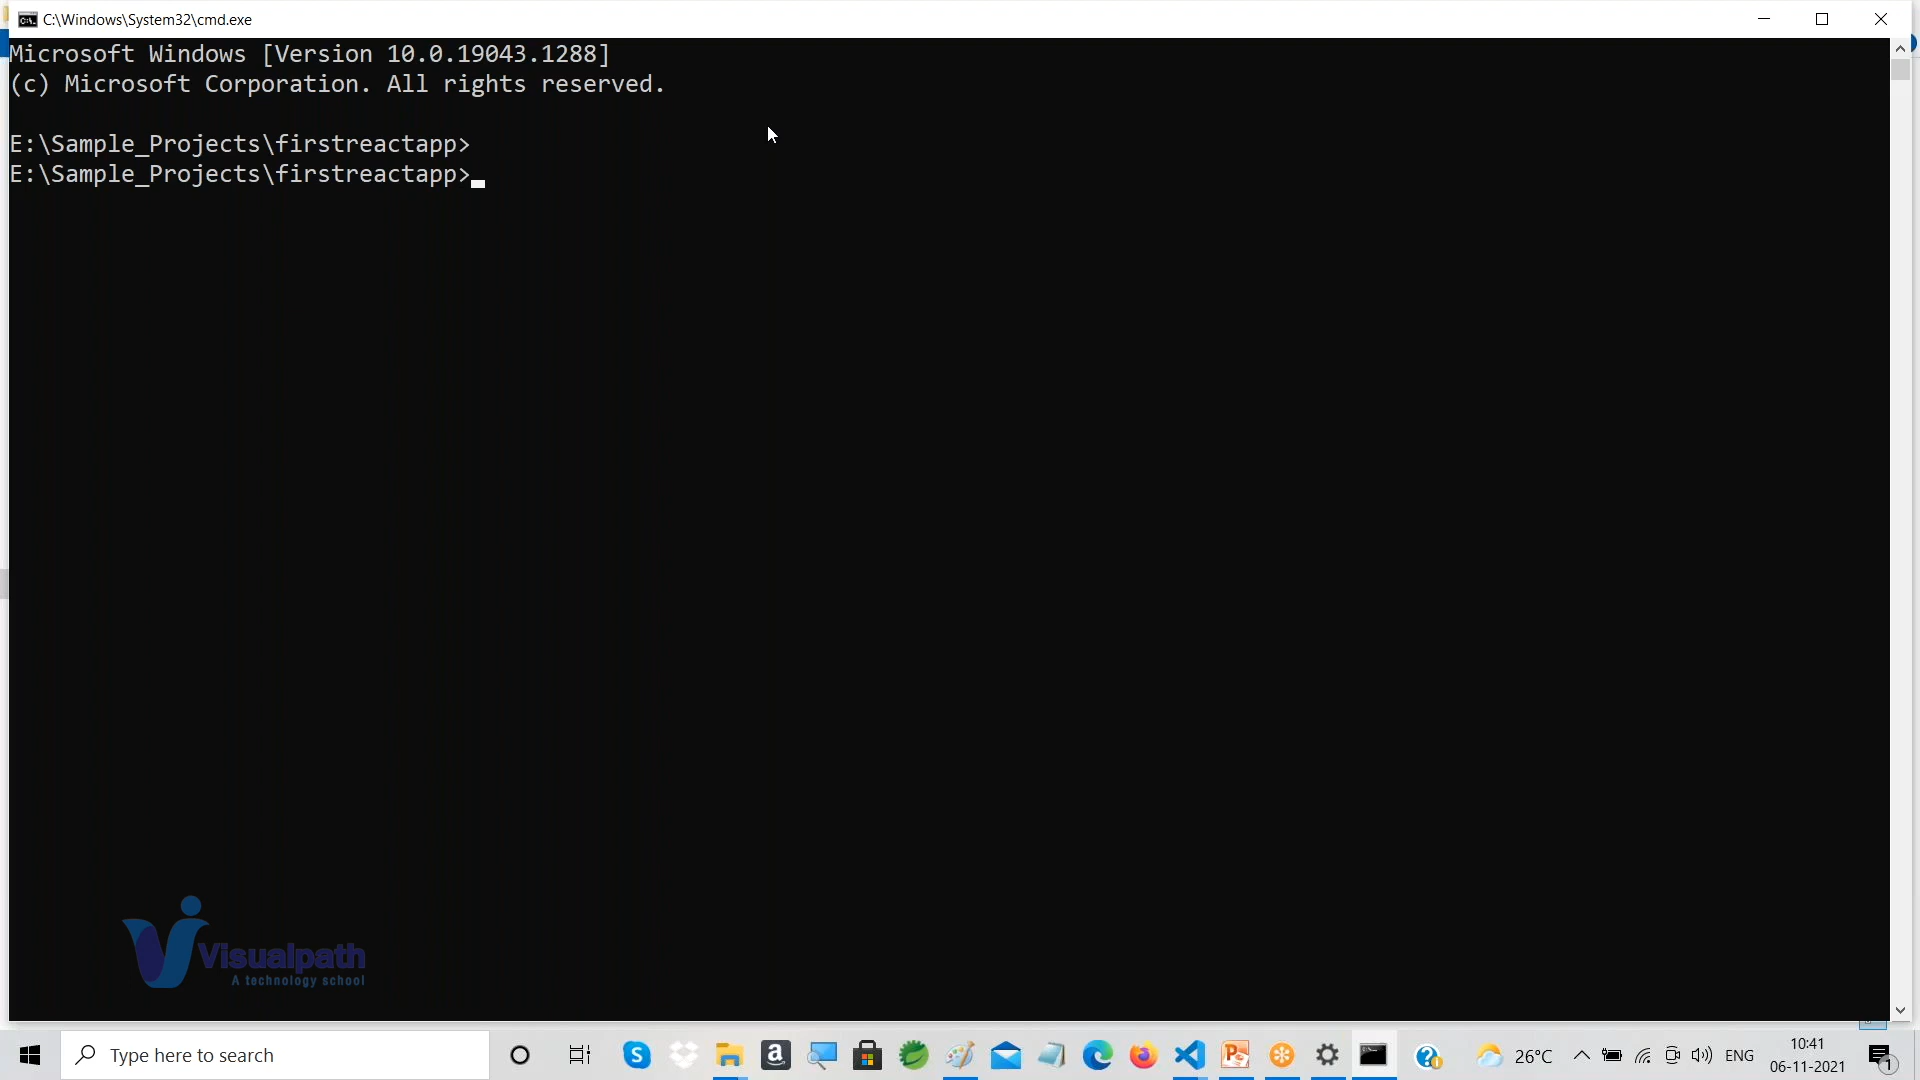 C:\Windows\System32\cmd.exe
Microsoft Windows [Version 10.0.19043.1288]
(c) Microsoft Corporation. All rights reserved.
E:\Sample_Projects\firstreactapp>
E:\Sample_Projects\firstreactapp>
Visualpath
A technology school
Type here to search
26°C
ENG
10:41
06-11-2021
1